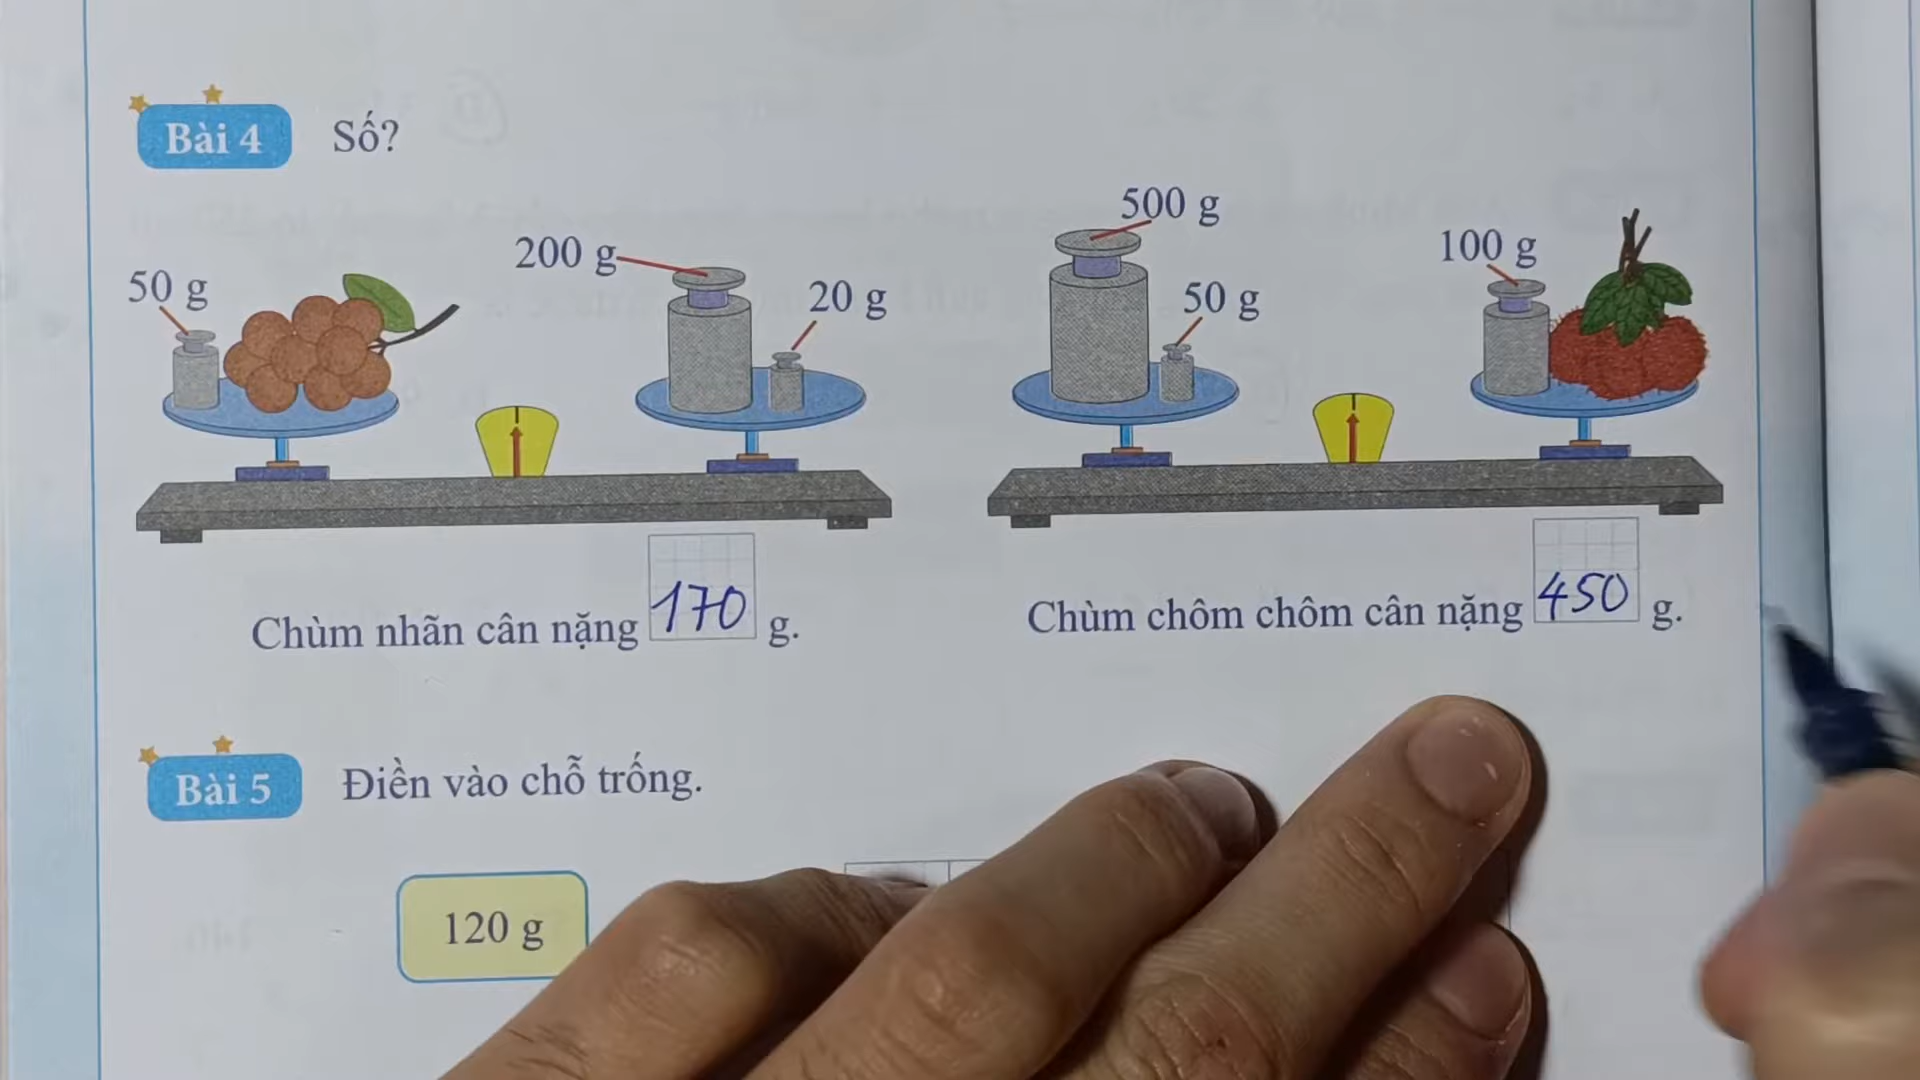 Bài 4 Số?
50 g
200 g
20 g
500 g
50 g
100 g
Chùm nhãn cân nặng 170 g.
Chùm chôm chôm cân nặng 450 g.
Bài 5 Điền vào chỗ trống.
120 g